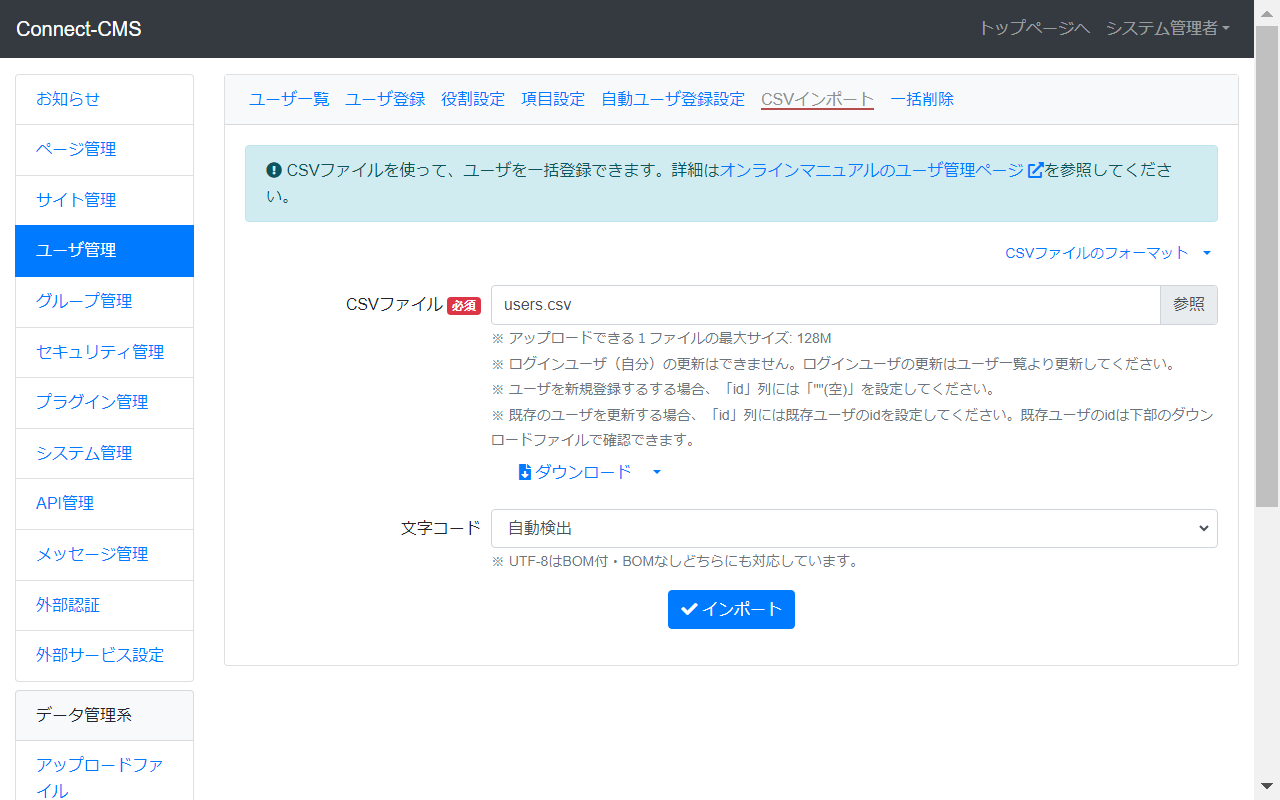 Connect-CMS
トップページへ システム管理者
お知らせ
ページ管理
サイト管理
ユーザ管理
グループ管理
セキュリティ管理
プラグイン管理
システム管理
API管理
メッセージ管理
外部認証
外部サービス設定
データ管理系
アップロードファ
イル
ユーザ一覧 ユーザ登録 役割設定 項目設定 自動ユーザ登録設定 CSVインポート 一括削除
CSVファイルを使って、ユーザを一括登録できます。詳細はオンラインマニュアルのユーザ管理ページを参照してくださ
い。
CSVファイルのフォーマット
CSVファイル 必須 users.csv 参照
※ アップロードできる１ファイルの最大サイズ: 128M
※ ログインユーザ（自分）の更新はできません。ログインユーザの更新はユーザ一覧より更新してください。
※ ユーザを新規登録するする場合、「id」列には「""(空)」を設定してください。
※ 既存のユーザを更新する場合、「id」列には既存ユーザのidを設定してください。既存ユーザのidは下部のダウン
ロードファイルで確認できます。
ダウンロード
文字コード 自動検出
※ UTF-8はBOM付・BOMなしどちらにも対応しています。
インポート